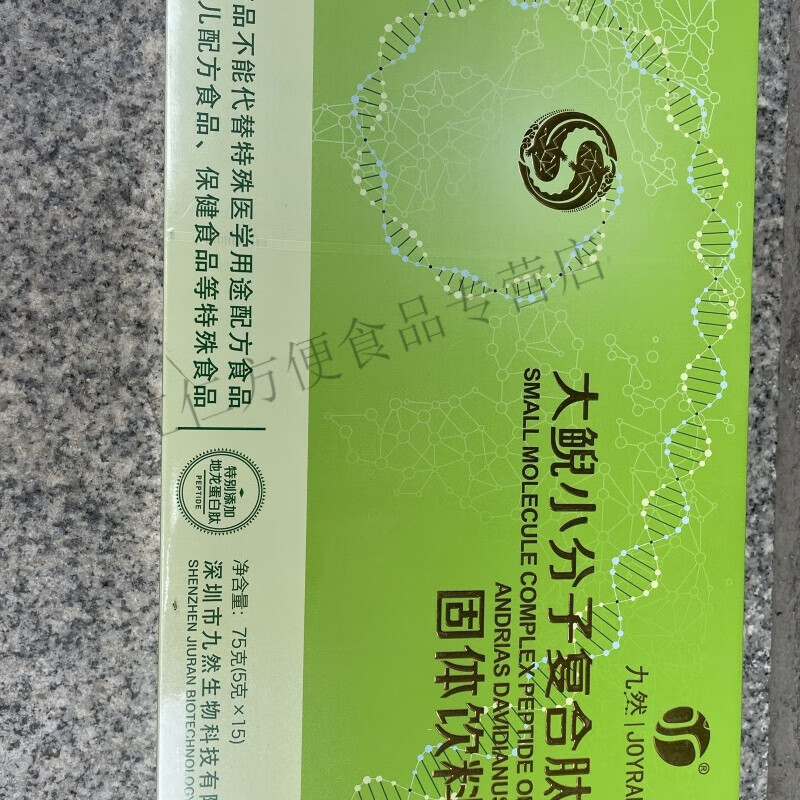 九然 | JOYRA
®
大鲵小分子复合肽
SMALL MOLECULE COMPLEX PEPTIDE OF
ANDRIAS DAVIDIANUS
固体饮料
品不能代替特殊医学用途配方食品
儿配方食品、保健食品等特殊食品
特别添加
地龙蛋白肽
PEPTIDE
净含量: 75克(5克×15)
深圳市九然生物科技有限
SHENZHEN JIURAN BIOTECHNOLOGY
仁方便食品专营店